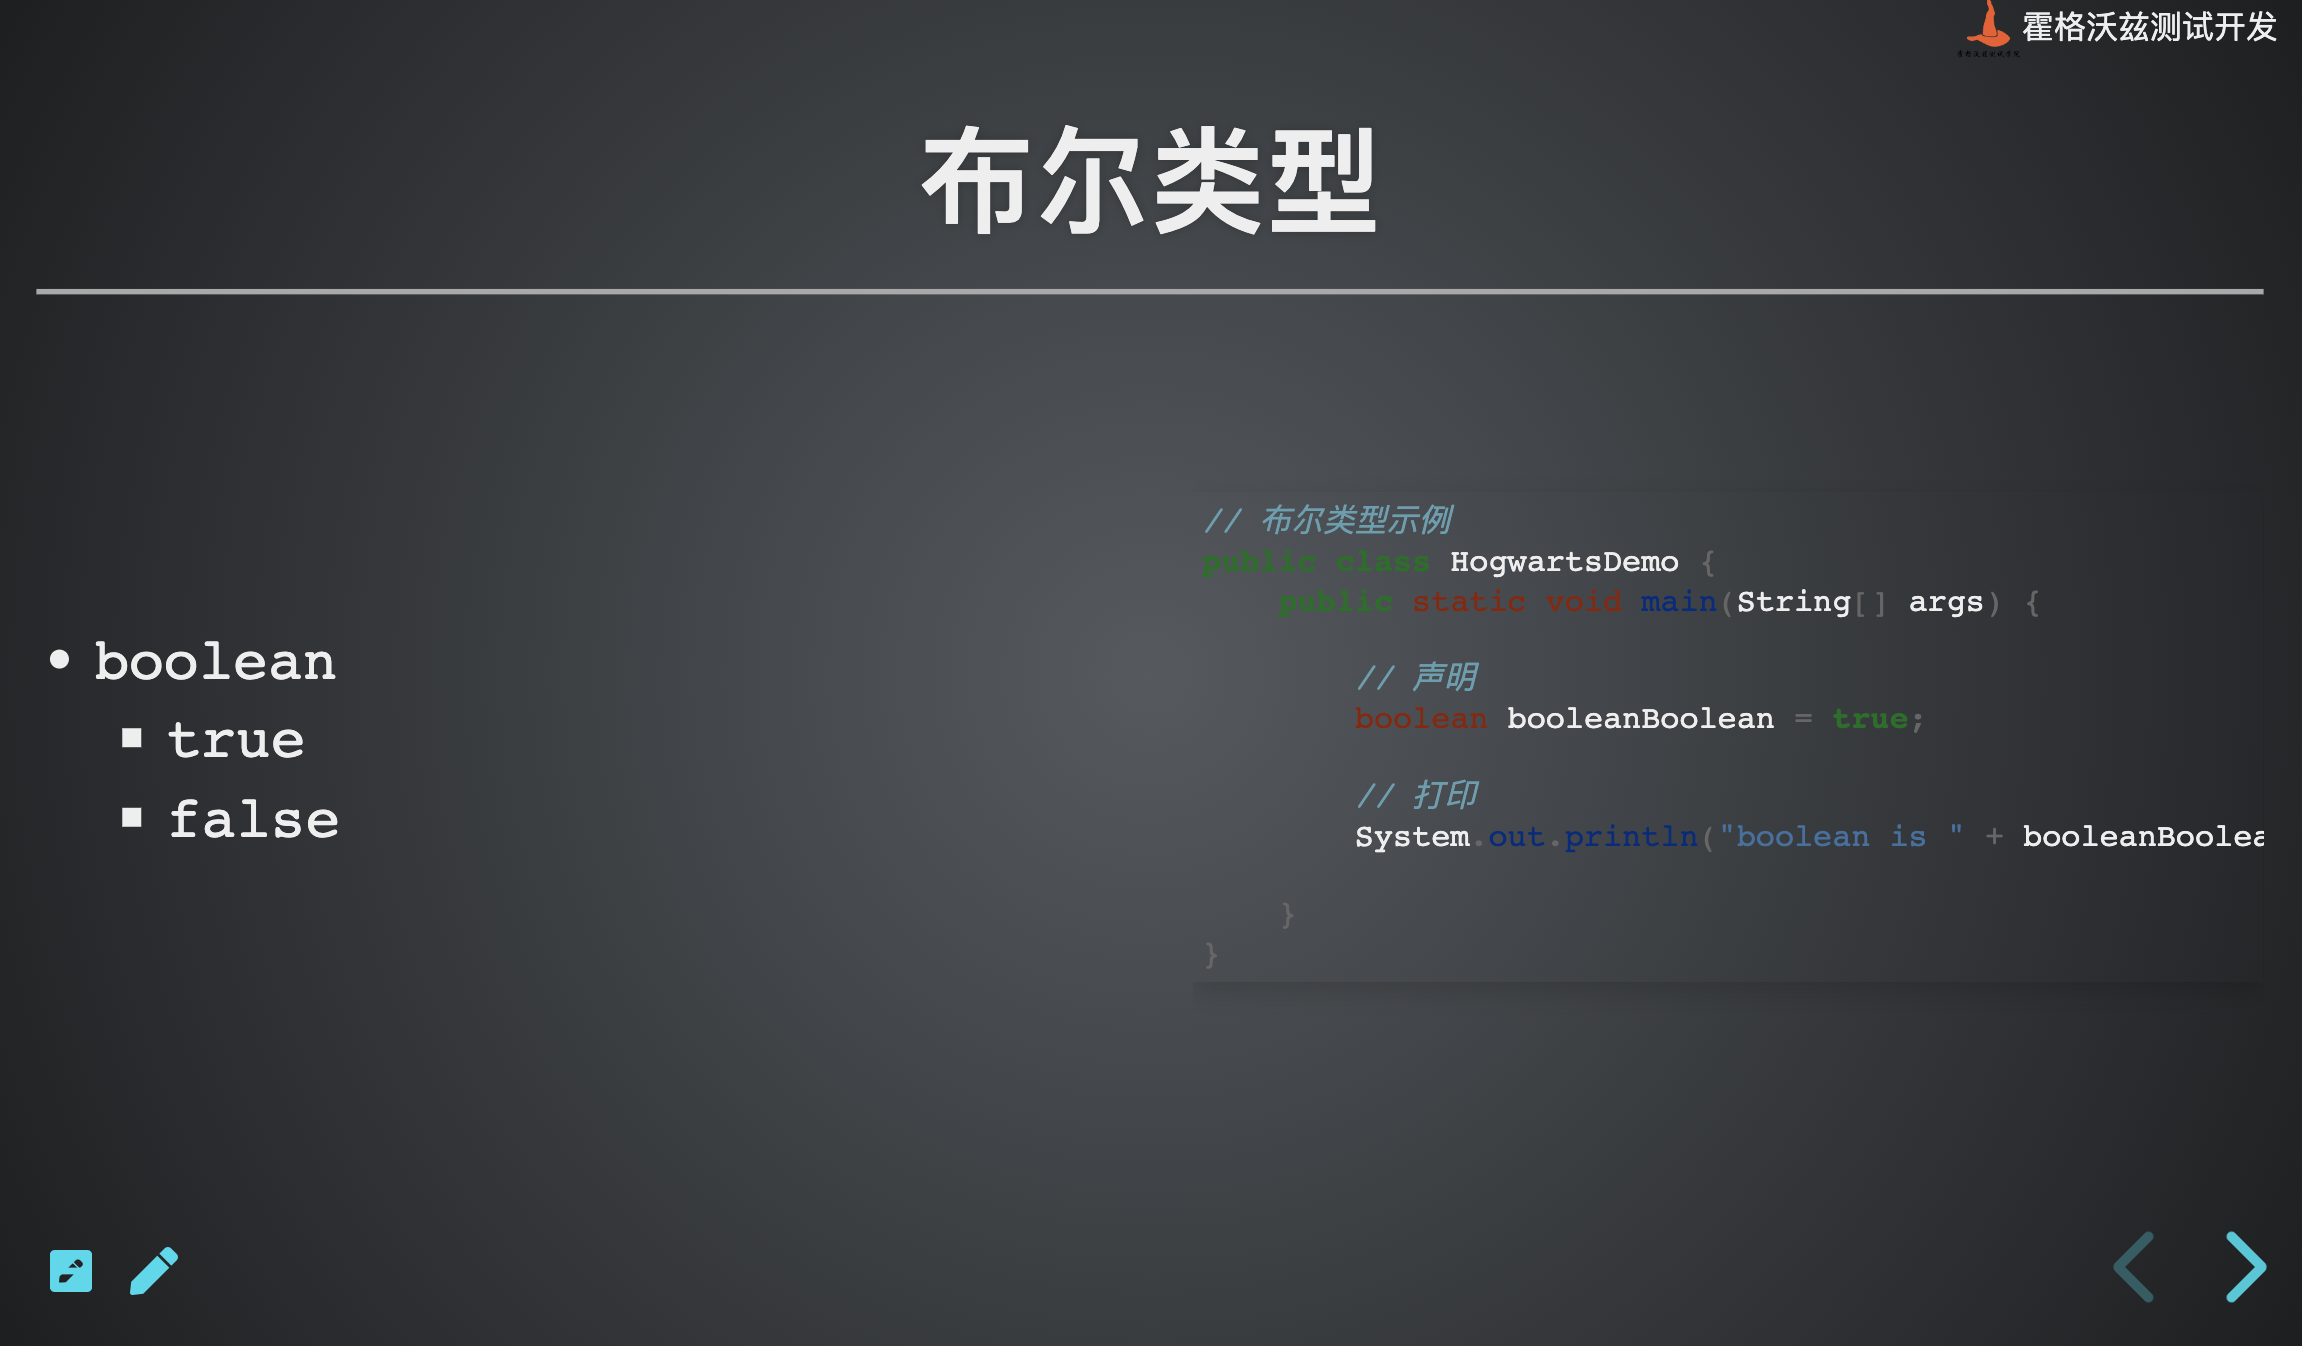 霍格沃兹测试开发
布尔类型
• boolean
▪ true
▪ false
// 布尔类型示例
public class HogwartsDemo {
    public static void main(String[] args) {
        // 声明
        boolean booleanBoolean = true;
        // 打印
        System.out.println("boolean is " + booleanBoolea
    }
}